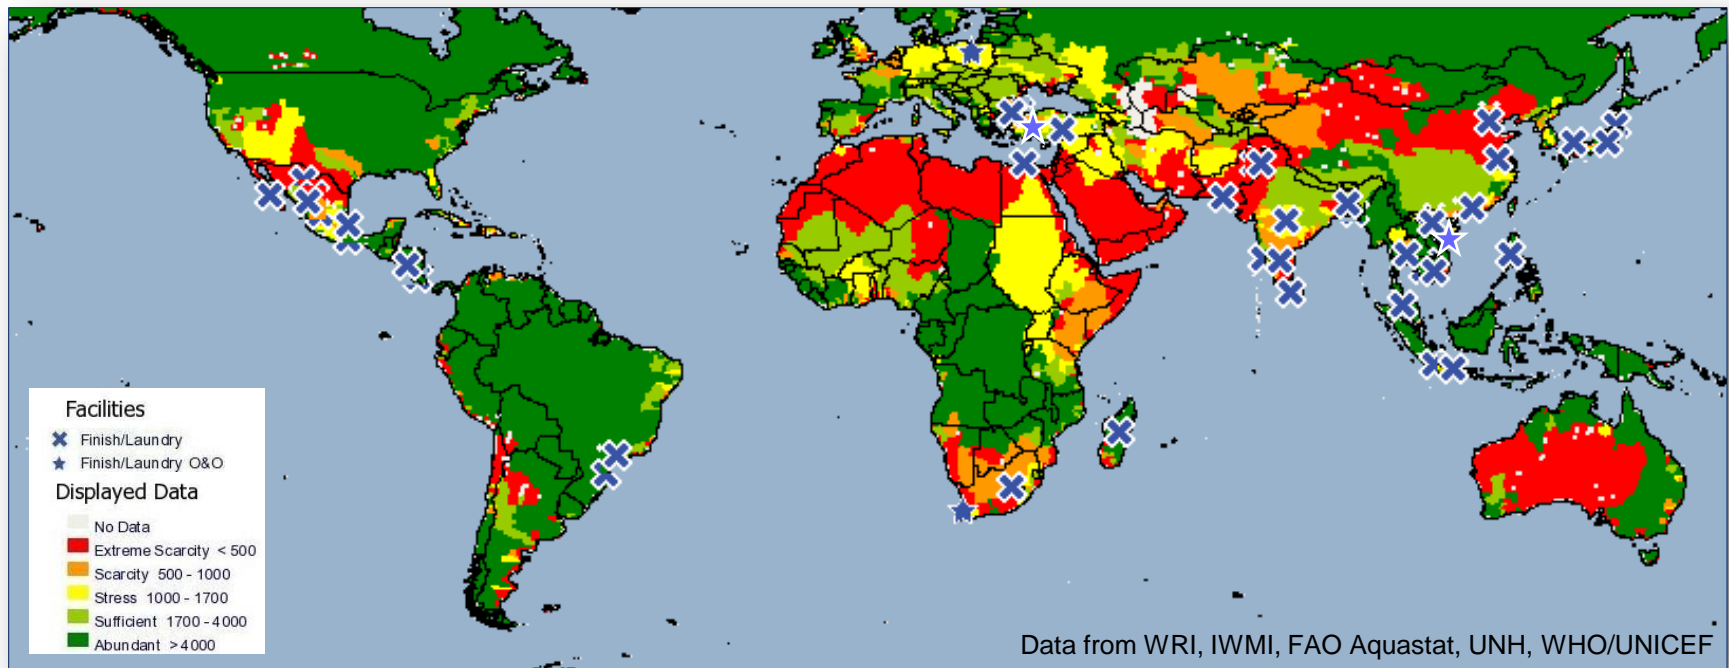 Facilities
Finish/Laundry
Finish/Laundry O&O
Displayed Data
No Data
Extreme Scarcity < 500
Scarcity 500 - 1000
Stress 1000 - 1700
Sufficient 1700 - 4000
Abundant > 4000
Data from WRI, IWMI, FAO Aquastat, UNH, WHO/UNICEF